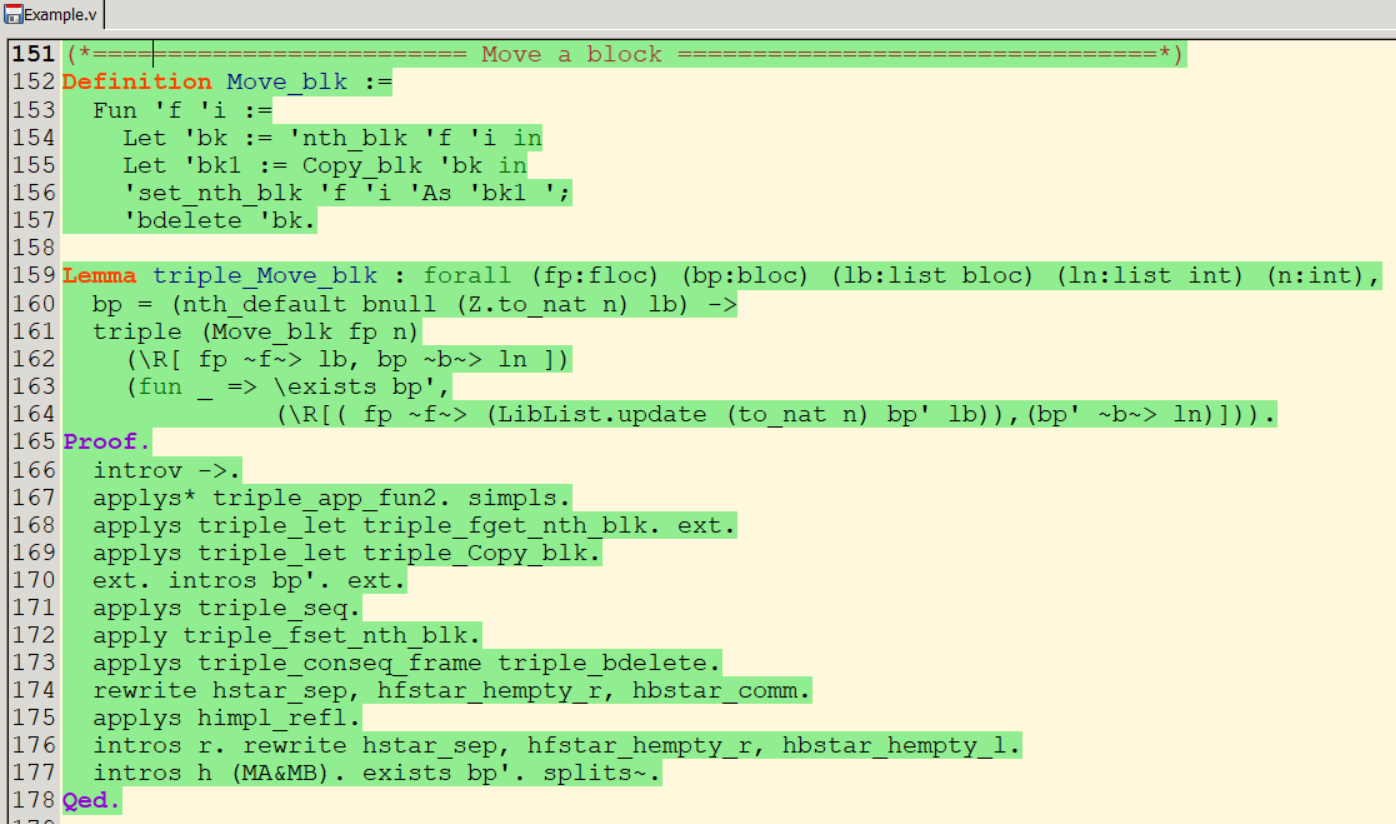 Example.v
151 (*========================= Move a block ================================*)
152 Definition Move_blk :=
153   Fun 'f 'i :=
154     Let 'bk := 'nth_blk 'f 'i in
155     Let 'bk1 := Copy_blk 'bk in
156     'set_nth_blk 'f 'i 'As 'bk1 ';
157     'bdelete 'bk.
158
159 Lemma triple_Move_blk : forall (fp:floc) (bp:bloc) (lb:list bloc) (ln:list int) (n:int),
160   bp = (nth_default bnull (Z.to_nat n) lb) ->
161   triple (Move_blk fp n)
162     (\R[ fp ~f~> lb, bp ~b~> ln ])
163     (fun _ => \exists bp',
164               (\R[( fp ~f~> (LibList.update (to_nat n) bp' lb)),(bp' ~b~> ln)])).
165 Proof.
166   introv ->.
167   applys* triple_app_fun2. simpls.
168   applys triple_let triple_fget_nth_blk. ext.
169   applys triple_let triple_Copy_blk.
170   ext. intros bp'. ext.
171   applys triple_seq.
172   apply triple_fset_nth_blk.
173   applys triple_conseq_frame triple_bdelete.
174   rewrite hstar_sep, hfstar_hempty_r, hbstar_comm.
175   applys himpl_refl.
176   intros r. rewrite hstar_sep, hfstar_hempty_r, hbstar_hempty_l.
177   intros h (MA&MB). exists bp'. splits~.
178 Qed.